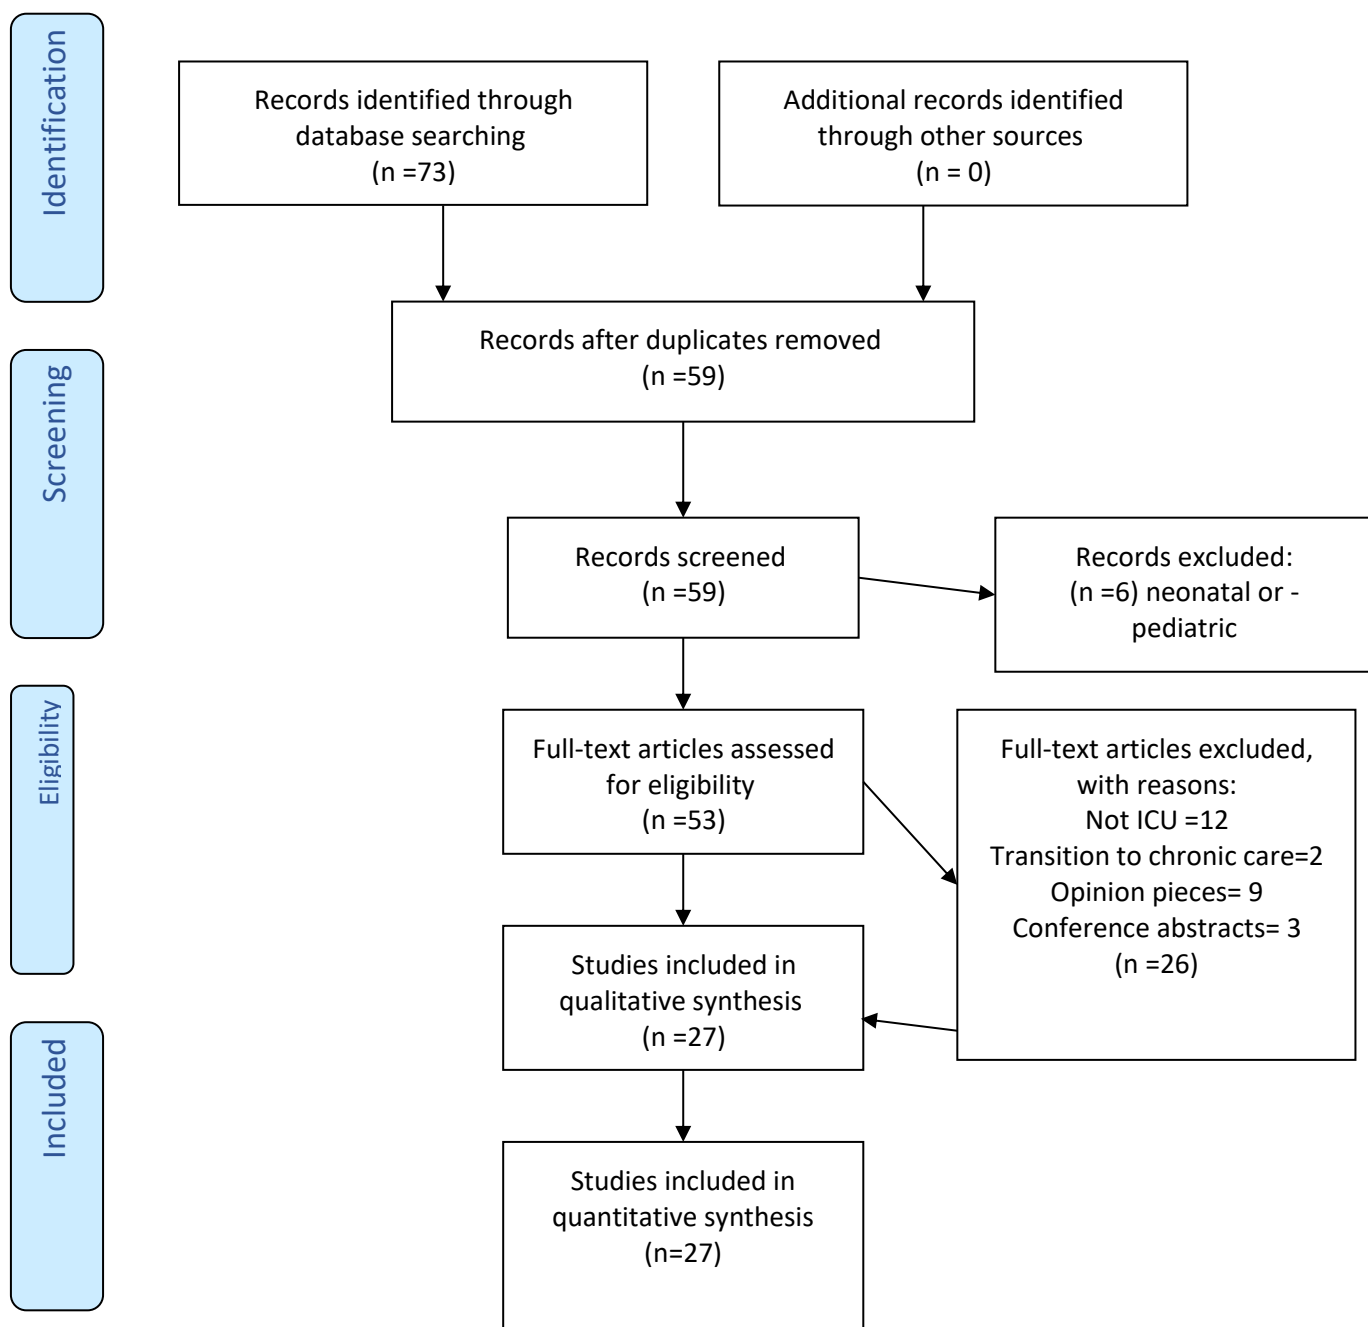 Identification
Records identified through
database searching
(n =73)
Additional records identified
through other sources
(n = 0)
Records after duplicates removed
(n =59)
Screening
Records screened
(n =59)
Records excluded:
(n =6) neonatal or -
pediatric
Eligibility
Full-text articles assessed
for eligibility
(n =53)
Full-text articles excluded,
with reasons:
Not ICU =12
Transition to chronic care=2
Opinion pieces= 9
Conference abstracts= 3
(n =26)
Studies included in
qualitative synthesis
(n =27)
Included
Studies included in
quantitative synthesis
(n=27)